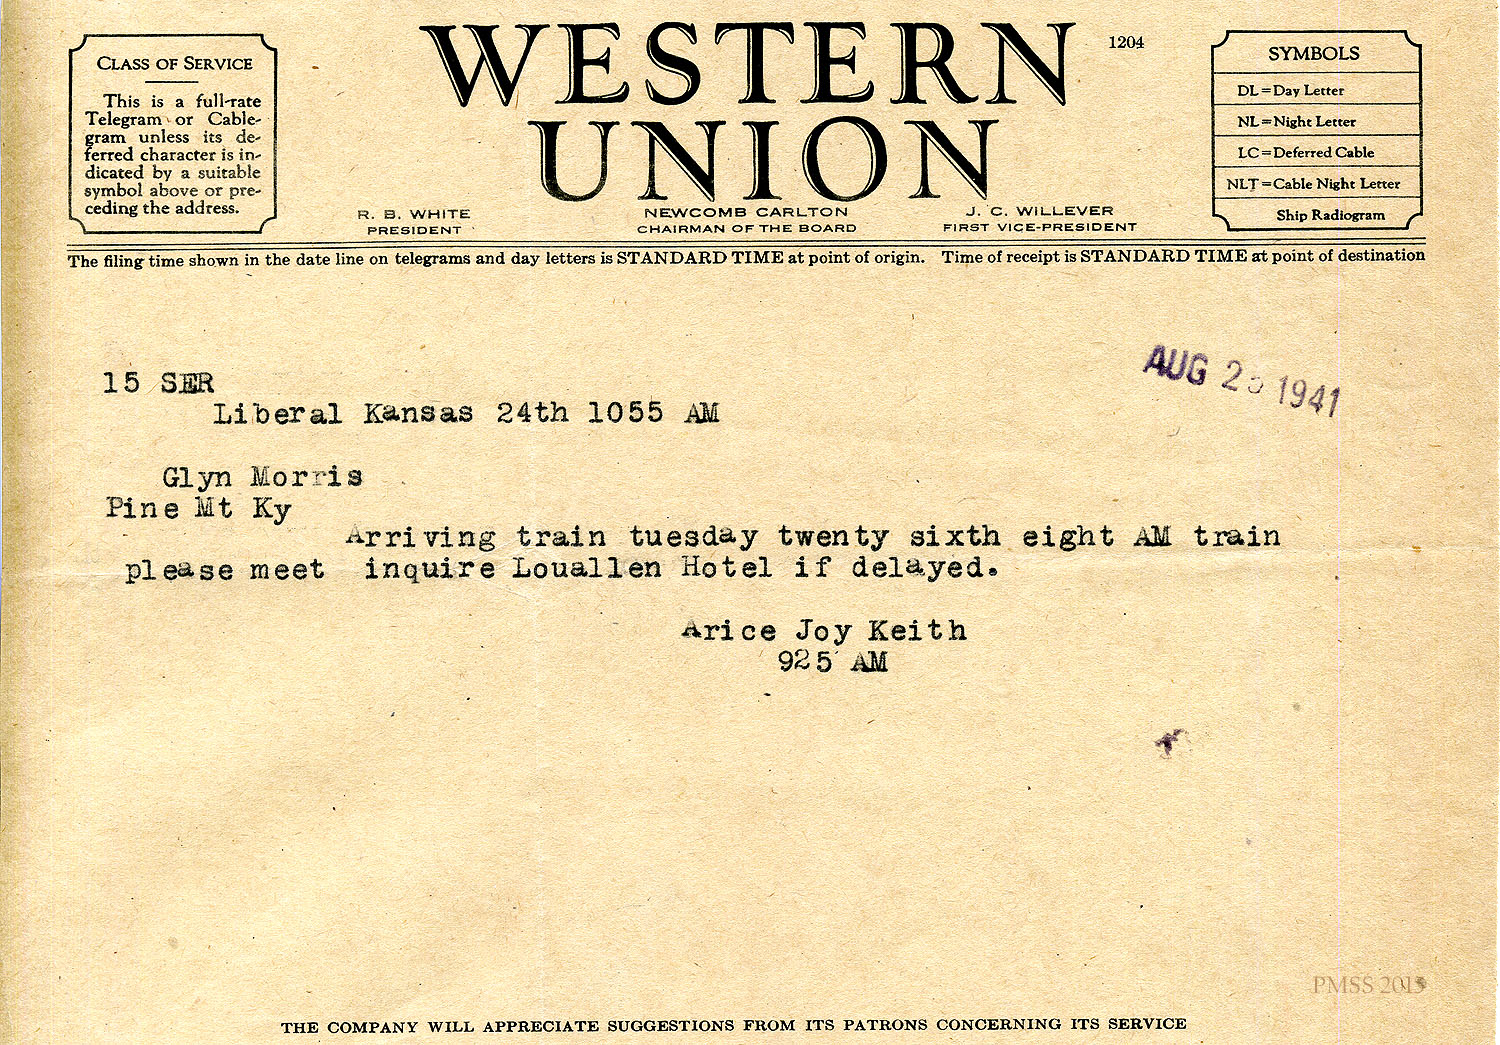 WESTERN
UNION
1204
CLASS OF SERVICE
This is a full-rate
Telegram or Cable-
gram unless its de-
ferred character is in-
dicated by a suitable
symbol above or pre-
ceding the address.
SYMBOLS
DL=Day Letter
NL=Night Letter
LC=Deferred Cable
NLT=Cable Night Letter
Ship Radiogram
R. B. WHITE
PRESIDENT
NEWCOMB CARLTON
CHAIRMAN OF THE BOARD
J. C. WILLEVER
FIRST VICE-PRESIDENT
The filing time shown in the date line on telegrams and day letters is STANDARD TIME at point of origin. Time of receipt is STANDARD TIME at point of destination
AUG 1941
15 SER
Liberal Kansas 24th 1055 AM
Glyn Morris
Pine Mt Ky
Arriving train tuesday twenty sixth eight AM train
please meet inquire Louallen Hotel if delayed.
Arice Joy Keith
925 AM
PMSS 2015
THE COMPANY WILL APPRECIATE SUGGESTIONS FROM ITS PATRONS CONCERNING ITS SERVICE